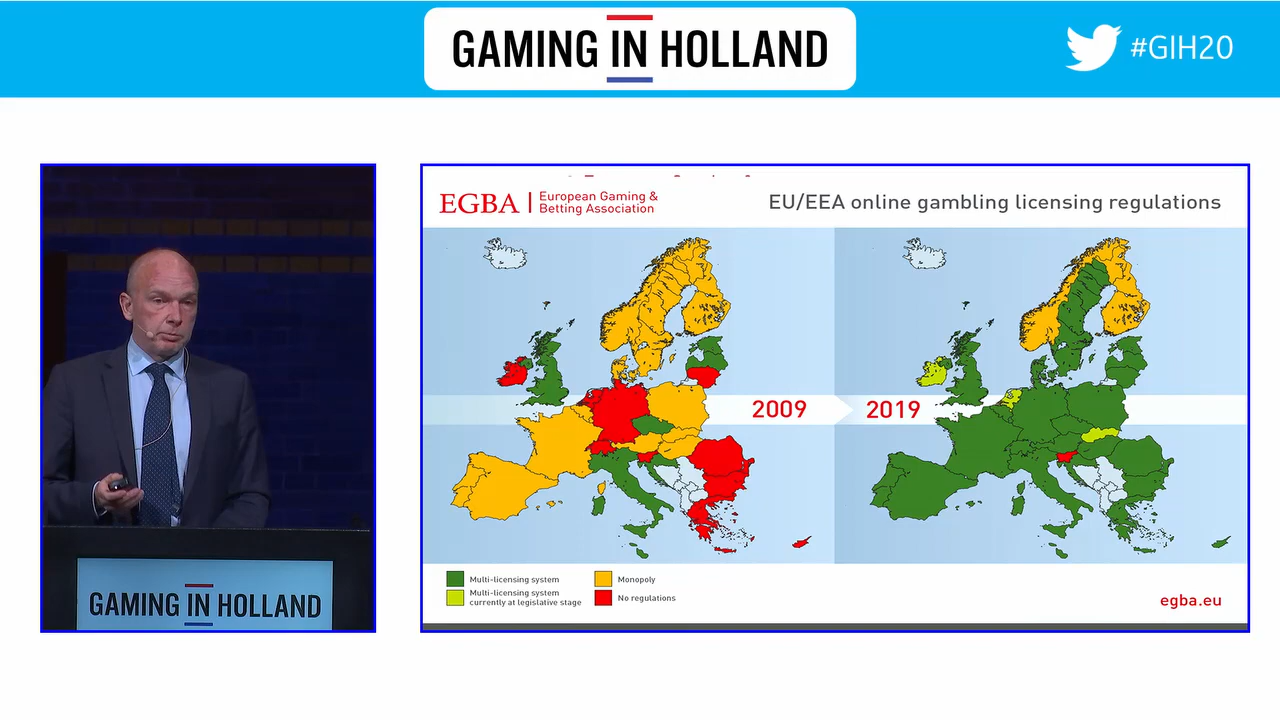 GAMING IN HOLLAND
#GIH20
EGBA
European Gaming &
Betting Association
EU/EEA online gambling licensing regulations
2009
2019
Multi-licensing system
Multi-licensing system
currently at legislative stage
Monopoly
No regulations
egba.eu
GAMING IN HOLLAND